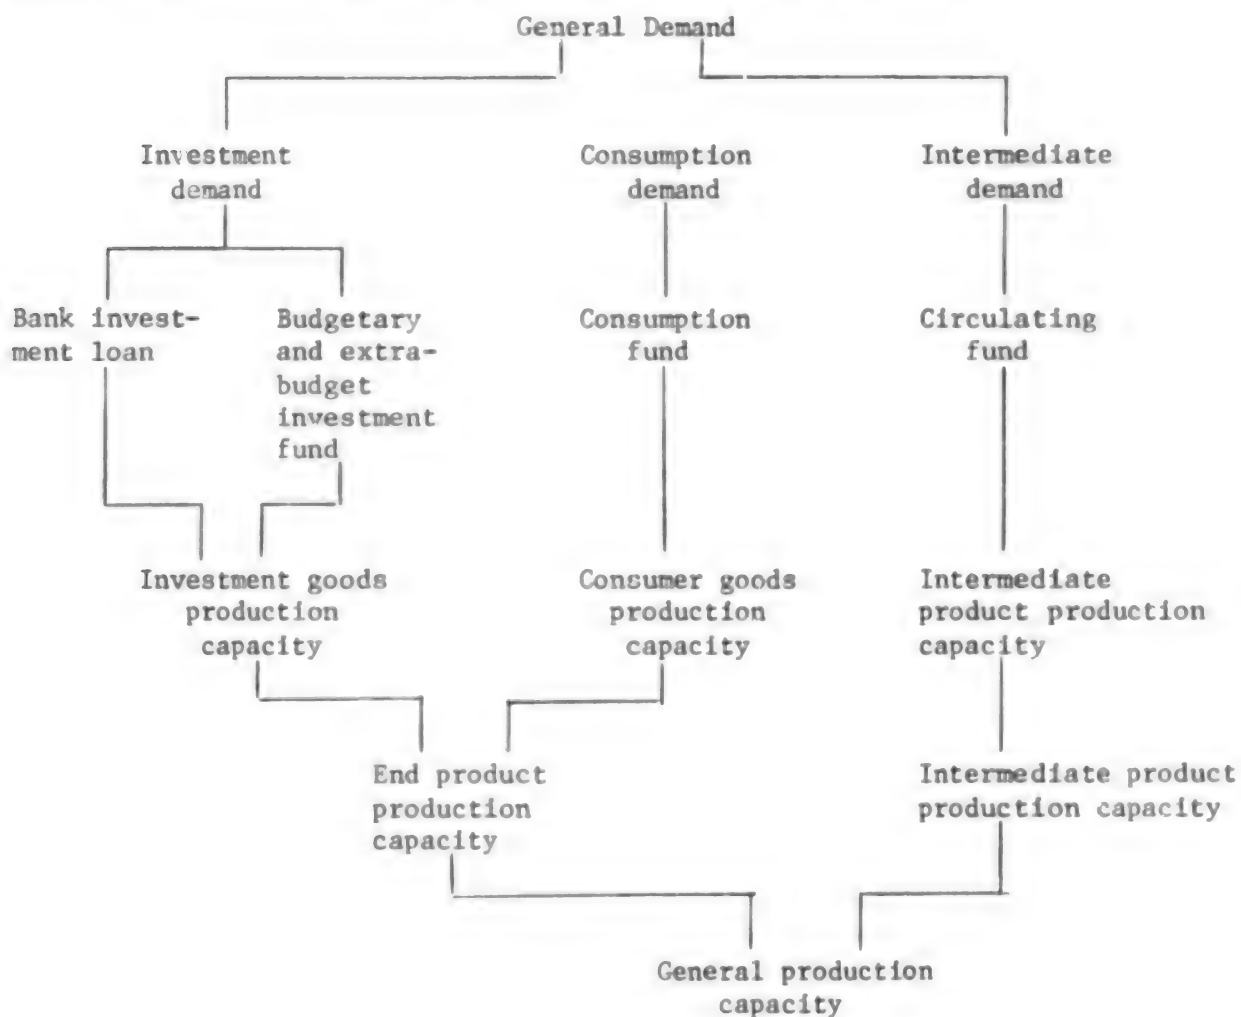 General Demand
Investment
demand
Consumption
demand
Intermediate
demand
Bank invest-
ment loan
Budgetary
and extra-
budget
investment
fund
Consumption
fund
Circulating
fund
Investment goods
production
capacity
Consumer goods
production
capacity
Intermediate
product production
capacity
End product
production
capacity
Intermediate product
production capacity
General production
capacity